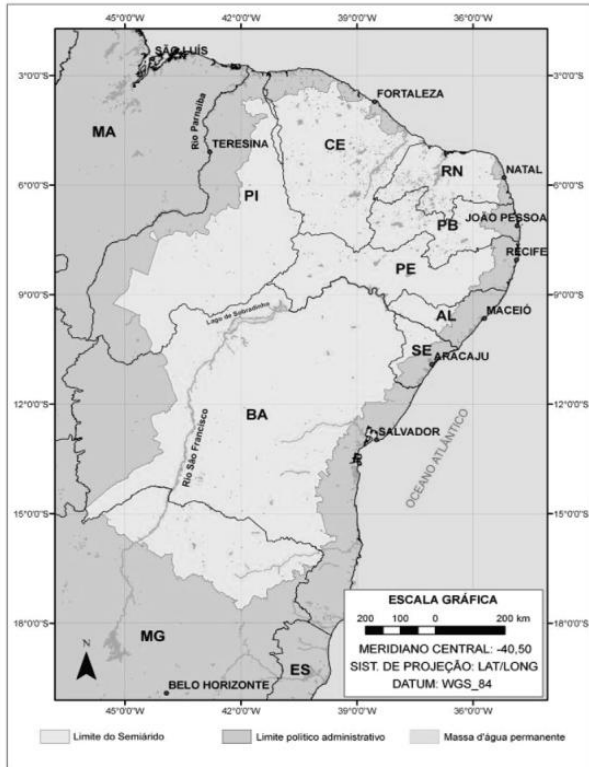 45°0'0"W 42°0'0"W 39°0'0"W 36°0'0"W
SÃO LUÍS
3°0'0"S 3°0'0"S
FORTALEZA
Rio Parnaíba
MA
TERESINA
CE
RN
NATAL
6°0'0"S 6°0'0"S
PI
JOÃO PESSOA
PB
RECIFE
PE
9°0'0"S 9°0'0"S
Lago de Sobradinho
AL
MACEIÓ
SE
ARACAJU
12°0'0"S 12°0'0"S
BA
SALVADOR
Rio São Francisco
OCEANO ATLÂNTICO
15°0'0"S 15°0'0"S
ESCALA GRÁFICA
200 100 0 200 km
18°0'0"S 18°0'0"S
MERIDIANO CENTRAL: -40,50
SIST. DE PROJEÇÃO: LAT/LONG
DATUM: WGS_84
N
MG
ES
BELO HORIZONTE
45°0'0"W 42°0'0"W 39°0'0"W 36°0'0"W
Limite do Semiárido Limite político administrativo Massa d'água permanente